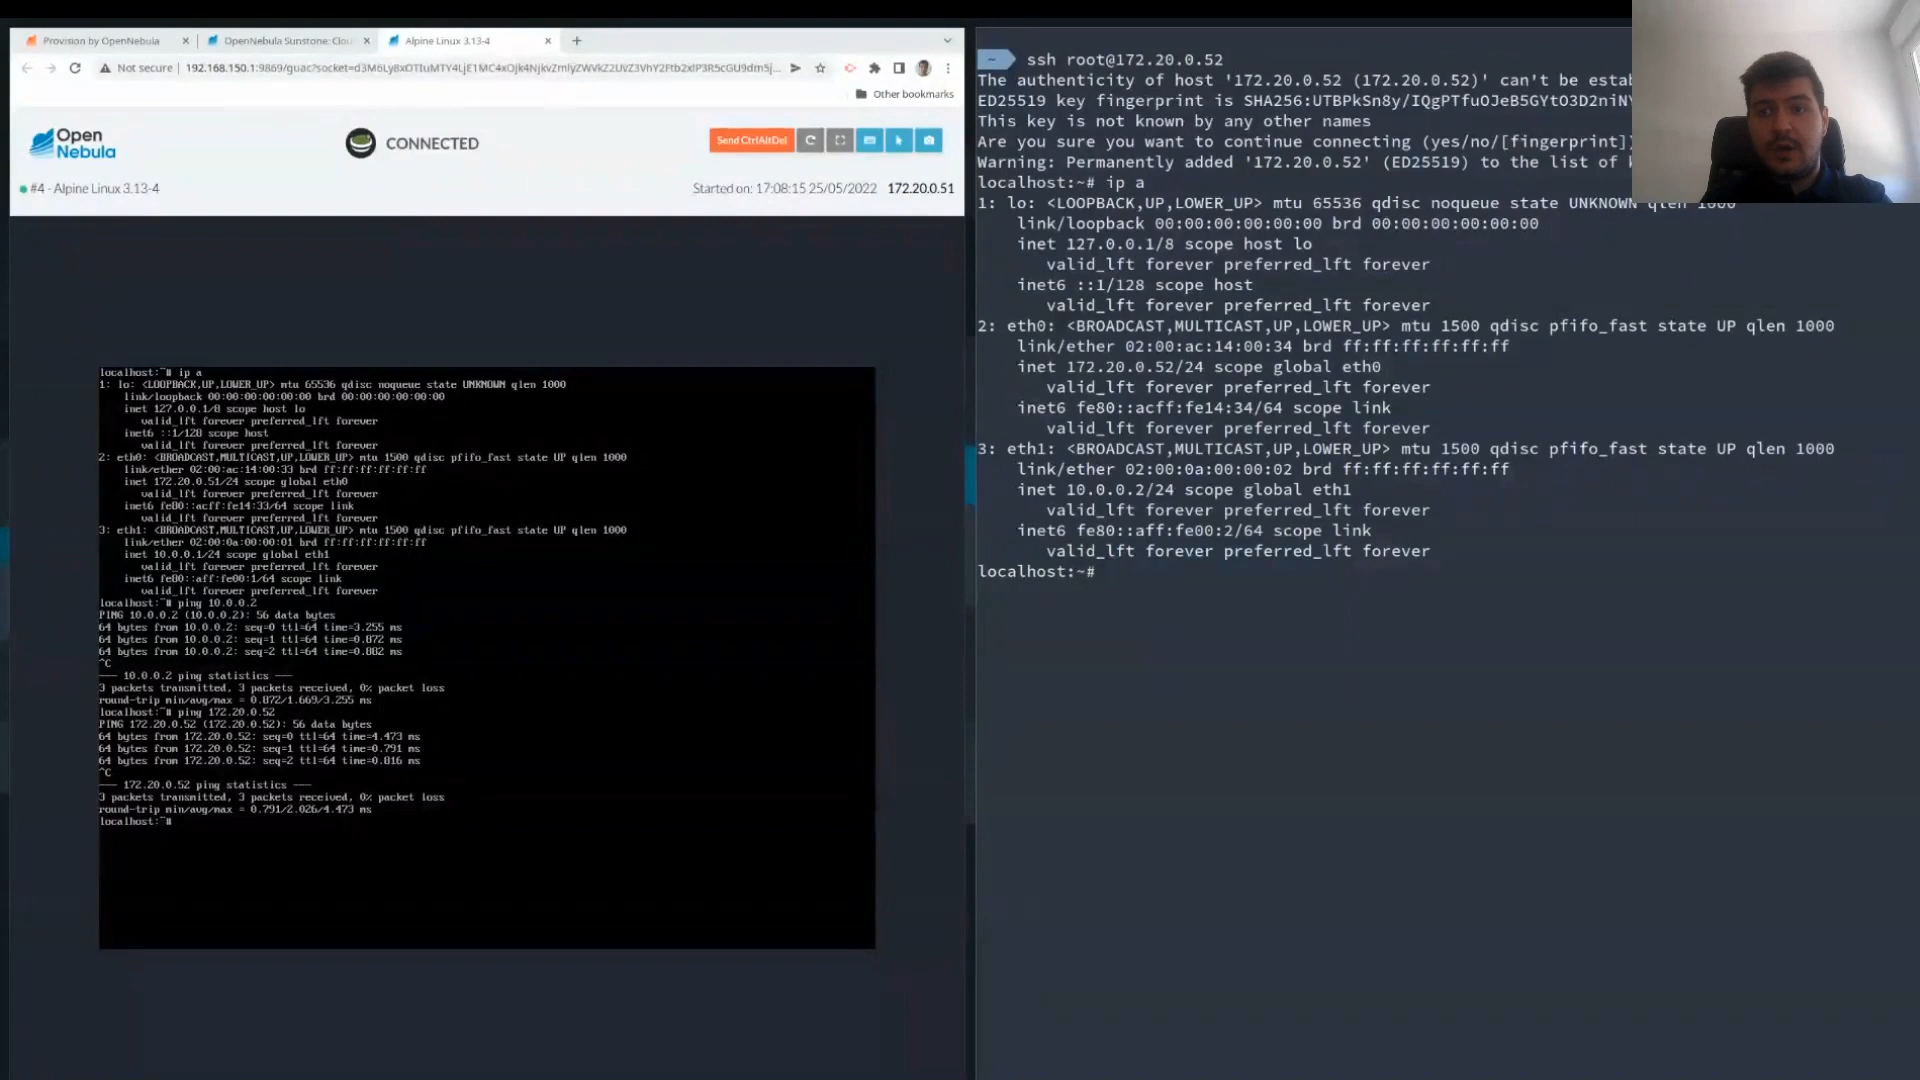 Provision by OpenNebula
OpenNebula Sunstone: Clou
Alpine Linux 3.13-4
Not secure
Other bookmarks
Open
Nebula
CONNECTED
Send CtrlAltDel
#4 - Alpine Linux 3.13-4
Started on: 17:08:15 25/05/2022
172.20.0.51
localhost:~# ip a
1: lo: <LOOPBACK,UP,LOWER_UP> mtu 65536 qdisc noqueue state UNKNOWN qlen 1000
link/loopback 00:00:00:00:00:00 brd 00:00:00:00:00:00
inet 127.0.0.1/8 scope host lo
valid_lft forever preferred_lft forever
inet6 ::1/128 scope host
valid_lft forever preferred_lft forever
2: eth0: <BROADCAST,MULTICAST,UP,LOWER_UP> mtu 1500 qdisc pfifo_fast state UP qlen 1000
link/ether 02:00:ac:14:00:33 brd ff:ff:ff:ff:ff:ff
inet 172.20.0.51/24 scope global eth0
valid_lft forever preferred_lft forever
inet6 fe80::acff:fe14:33/64 scope link
valid_lft forever preferred_lft forever
3: eth1: <BROADCAST,MULTICAST,UP,LOWER_UP> mtu 1500 qdisc pfifo_fast state UP qlen 1000
link/ether 02:00:0a:00:00:01 brd ff:ff:ff:ff:ff:ff
inet 10.0.0.1/24 scope global eth1
valid_lft forever preferred_lft forever
inet6 fe80::aff:fe00:1/64 scope link
valid_lft forever preferred_lft forever
localhost:~# ping 10.0.0.2
PING 10.0.0.2 (10.0.0.2): 56 data bytes
64 bytes from 10.0.0.2: seq=0 ttl=64 time=3.255 ms
64 bytes from 10.0.0.2: seq=1 ttl=64 time=0.872 ms
64 bytes from 10.0.0.2: seq=2 ttl=64 time=0.882 ms
^C
--- 10.0.0.2 ping statistics ---
3 packets transmitted, 3 packets received, 0% packet loss
round-trip min/avg/max = 0.872/1.669/3.255 ms
localhost:~# ping 172.20.0.52
PING 172.20.0.52 (172.20.0.52): 56 data bytes
64 bytes from 172.20.0.52: seq=0 ttl=64 time=4.473 ms
64 bytes from 172.20.0.52: seq=1 ttl=64 time=0.791 ms
64 bytes from 172.20.0.52: seq=2 ttl=64 time=0.816 ms
^C
--- 172.20.0.52 ping statistics ---
3 packets transmitted, 3 packets received, 0% packet loss
round-trip min/avg/max = 0.791/2.026/4.473 ms
localhost:~#
~ ssh root@172.20.0.52
The authenticity of host '172.20.0.52 (172.20.0.52)' can't be estab
ED25519 key fingerprint is
This key is not known by any other names
Are you sure you want to continue connecting (yes/no/[fingerprint])
Warning: Permanently added '172.20.0.52' (ED25519) to the list of
localhost:~# ip a
1: lo: <LOOPBACK,UP,LOWER_UP> mtu 65536 qdisc noqueue state UNKNOWN qlen 1000
link/loopback 00:00:00:00:00:00 brd 00:00:00:00:00:00
inet 127.0.0.1/8 scope host lo
valid_lft forever preferred_lft forever
inet6 ::1/128 scope host
valid_lft forever preferred_lft forever
2: eth0: <BROADCAST,MULTICAST,UP,LOWER_UP> mtu 1500 qdisc pfifo_fast state UP qlen 1000
link/ether 02:00:ac:14:00:34 brd ff:ff:ff:ff:ff:ff
inet 172.20.0.52/24 scope global eth0
valid_lft forever preferred_lft forever
inet6 fe80::acff:fe14:34/64 scope link
valid_lft forever preferred_lft forever
3: eth1: <BROADCAST,MULTICAST,UP,LOWER_UP> mtu 1500 qdisc pfifo_fast state UP qlen 1000
link/ether 02:00:0a:00:00:02 brd ff:ff:ff:ff:ff:ff
inet 10.0.0.2/24 scope global eth1
valid_lft forever preferred_lft forever
inet6 fe80::aff:fe00:2/64 scope link
valid_lft forever preferred_lft forever
localhost:~#